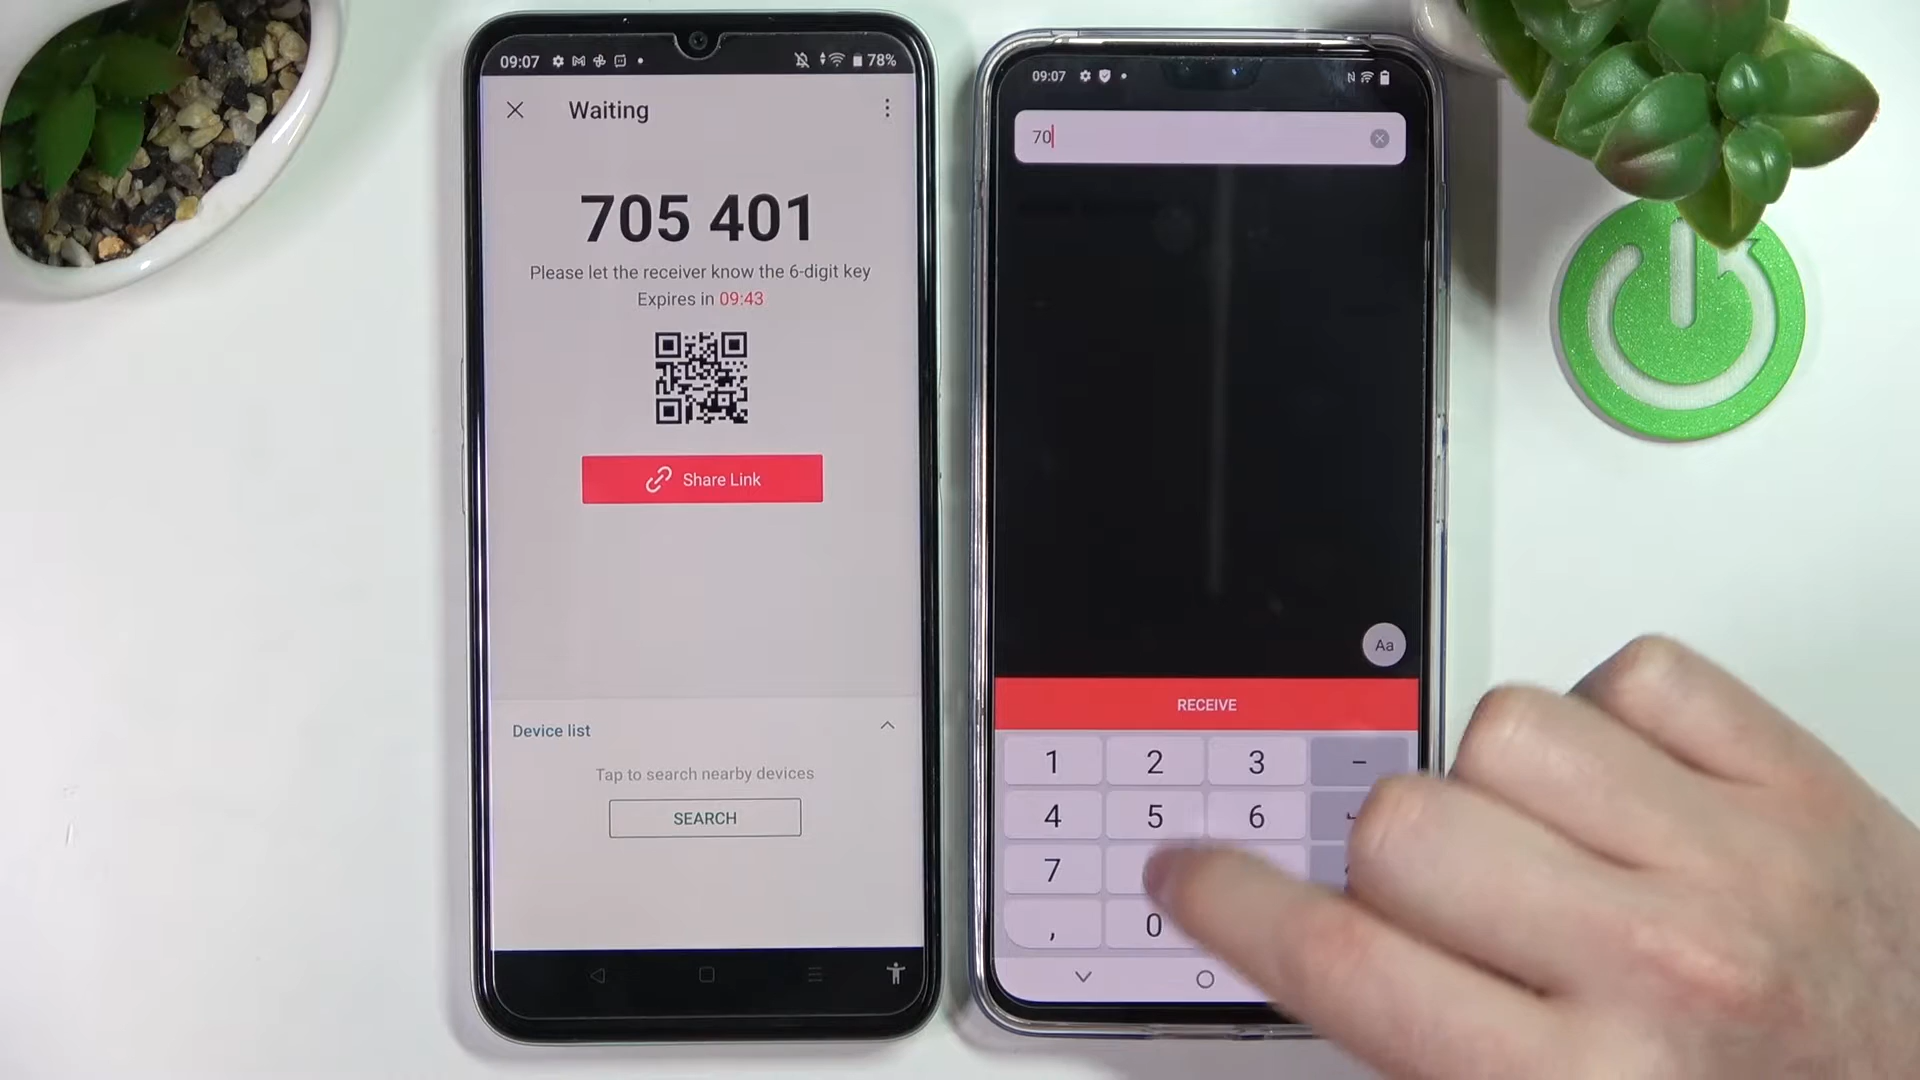 09:07
78%
Waiting
705 401
Please let the receiver know the 6-digit key
Expires in 09:43
Share Link
Device list
Tap to search nearby devices
SEARCH
09:07
70
Aa
RECEIVE
1 2 3 -
4 5 6
7
, 0